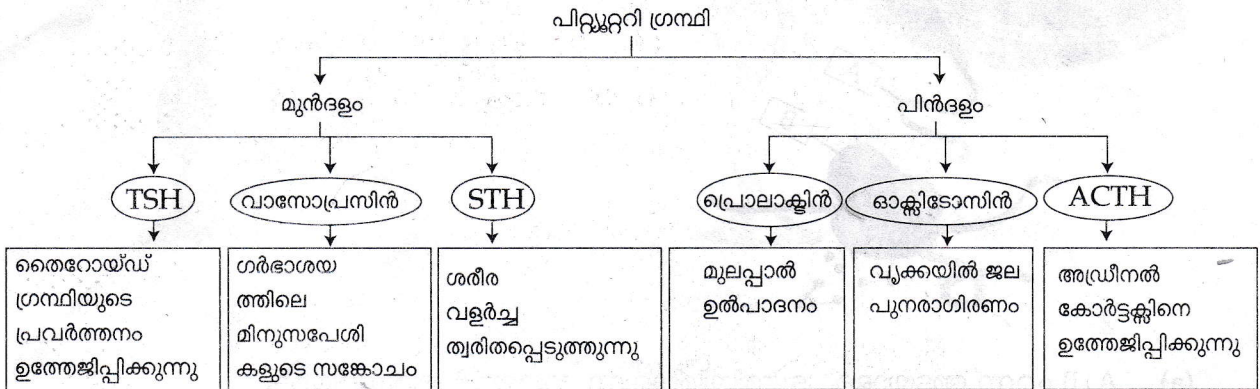 പിറ്റ്യൂറ്ററി ഗ്രന്ഥി
മുൻദളം
പിൻദളം
TSH
വാസോപ്രസിൻ
STH
പ്രൊലാക്ടിൻ
ഓക്സിടോസിൻ
ACTH
തൈറോയ്ഡ്
ഗ്രന്ഥിയുടെ
പ്രവർത്തനം
ഉത്തേജിപ്പിക്കുന്നു
ഗർഭാശയ
ത്തിലെ
മിനുസപേശി
കളുടെ സങ്കോചം
ശരീര
വളർച്ച
ത്വരിതപ്പെടുത്തുന്നു
മുലപ്പാൽ
ഉൽപാദനം
വൃക്കയിൽ ജല
പുനരാഗിരണം
അഡ്രീനൽ
കോർട്ടക്സിനെ
ഉത്തേജിപ്പിക്കുന്നു